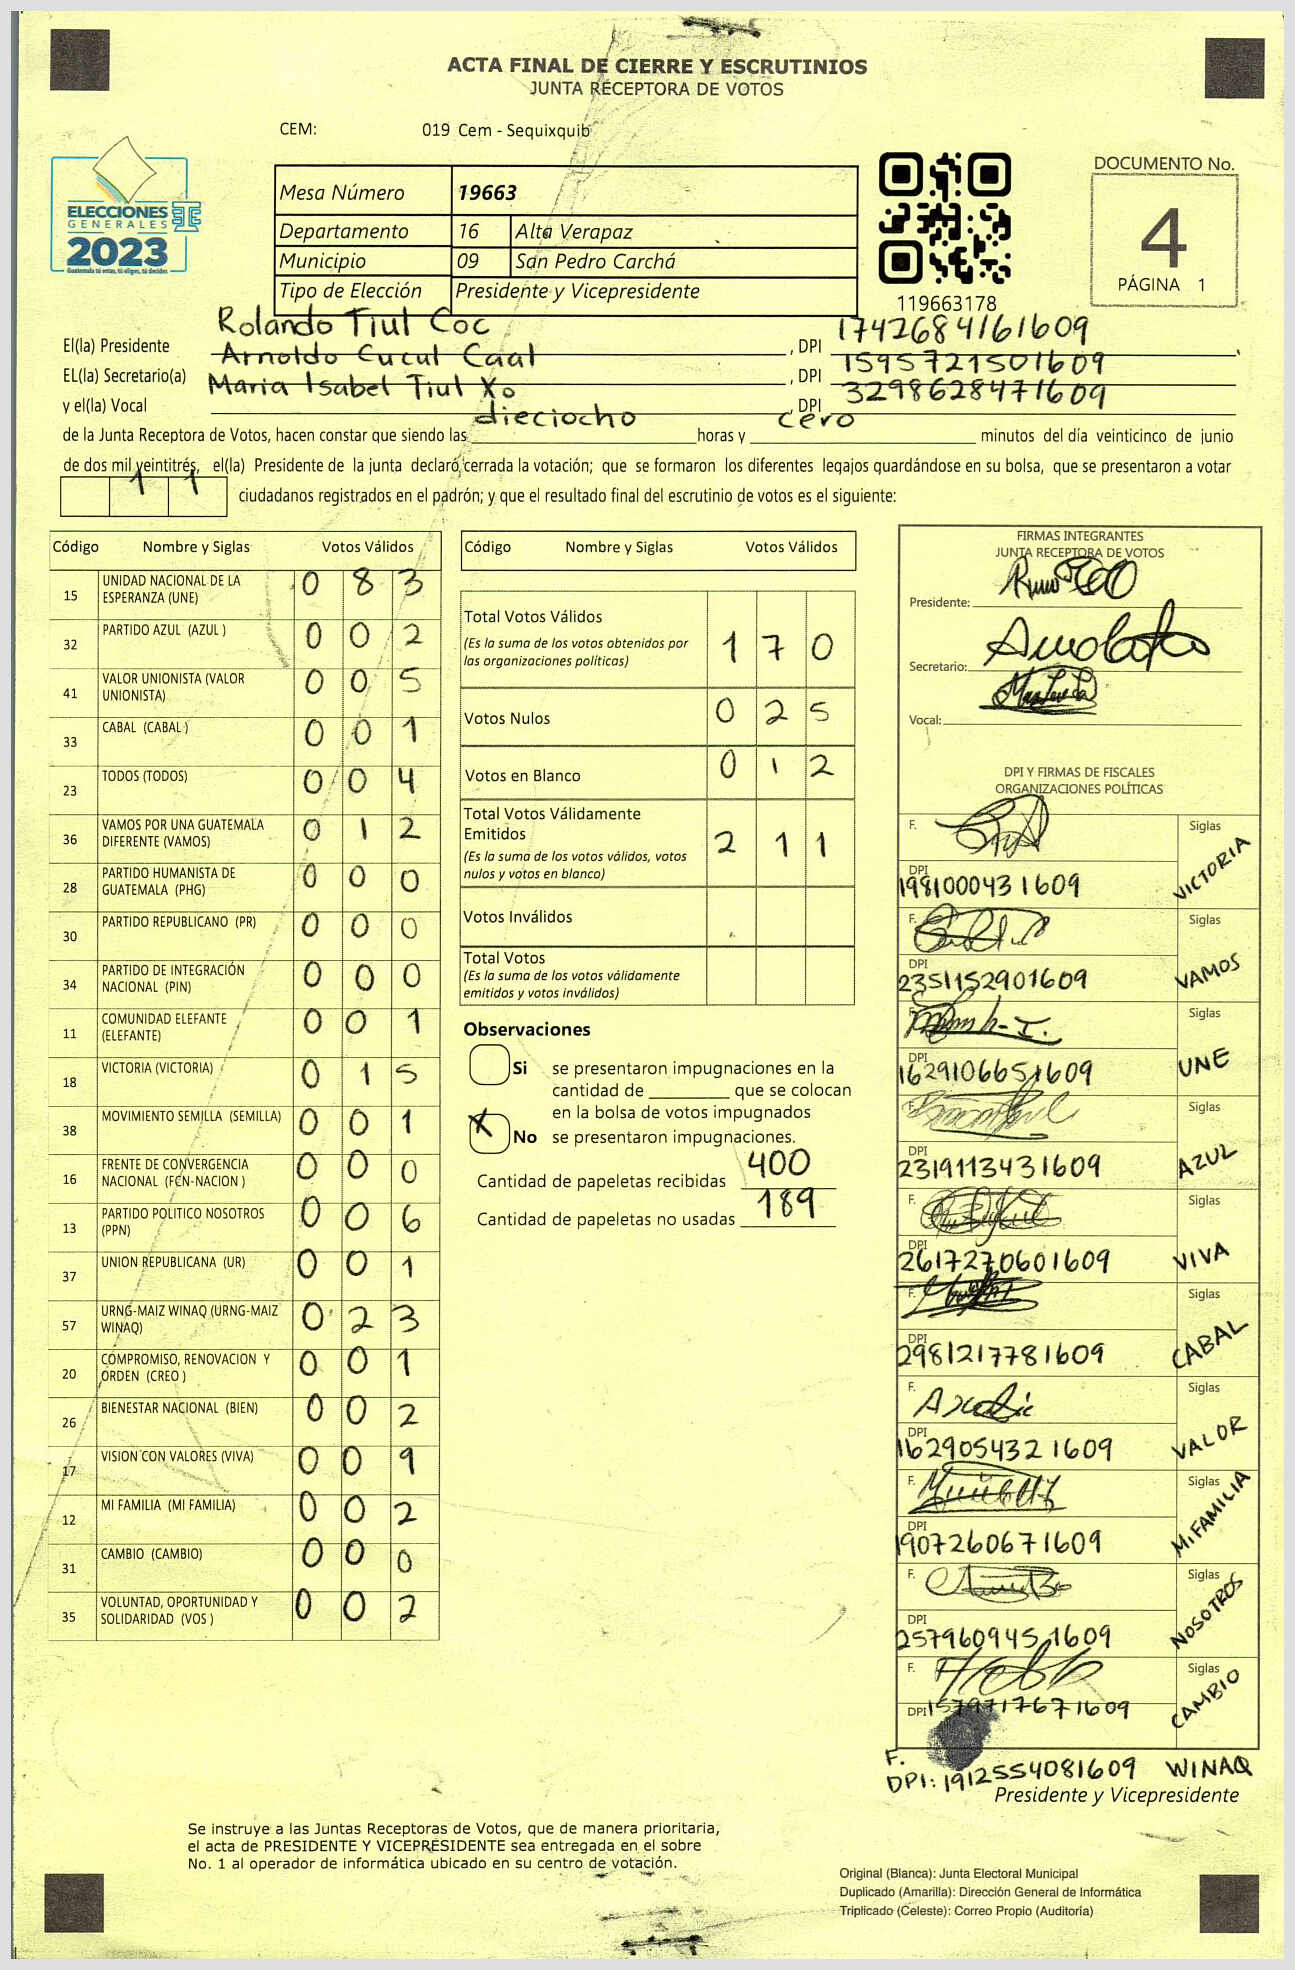 ACTA FINAL DE CIERRE Y ESCRUTINIOS
JUNTA RECEPTORA DE VOTOS
CEM: 019 Cem - Sequixquib
ELECCIONES
GENERALES
2023
Guatemala tú votas, tú eliges, tú decides
Mesa Número 19663
Departamento 16 Alta Verapaz
Municipio 09 San Pedro Carchá
Tipo de Elección Presidente y Vicepresidente
119663178
DOCUMENTO No.
4
PÁGINA 1
El(la) Presidente Rolando Tiul Coc, DPI 1742684161609
EL(la) Secretario(a) Arnoldo Cucul Caal, DPI 1595721501609
y el(la) Vocal Maria Isabel Tiul Xo, DPI 3298628471609
de la Junta Receptora de Votos, hacen constar que siendo las dieciocho horas y cero minutos del día veinticinco de junio
de dos mil veintitrés, el(la) Presidente de la junta declaró cerrada la votación; que se formaron los diferentes legajos guardándose en su bolsa, que se presentaron a votar
1 1 ciudadanos registrados en el padrón; y que el resultado final del escrutinio de votos es el siguiente:
Código Nombre y Siglas Votos Válidos
15 UNIDAD NACIONAL DE LA ESPERANZA (UNE) 0 8 3
32 PARTIDO AZUL (AZUL ) 0 0 2
41 VALOR UNIONISTA (VALOR UNIONISTA) 0 0 5
33 CABAL (CABAL ) 0 0 1
23 TODOS (TODOS) 0 0 4
36 VAMOS POR UNA GUATEMALA DIFERENTE (VAMOS) 0 1 2
28 PARTIDO HUMANISTA DE GUATEMALA (PHG) 0 0 0
30 PARTIDO REPUBLICANO (PR) 0 0 0
34 PARTIDO DE INTEGRACIÓN NACIONAL (PIN) 0 0 0
11 COMUNIDAD ELEFANTE (ELEFANTE) 0 0 1
18 VICTORIA (VICTORIA) 0 1 5
38 MOVIMIENTO SEMILLA (SEMILLA) 0 0 1
16 FRENTE DE CONVERGENCIA NACIONAL (FCN-NACION ) 0 0 0
13 PARTIDO POLITICO NOSOTROS (PPN) 0 0 6
37 UNION REPUBLICANA (UR) 0 0 1
57 URNG-MAIZ WINAQ (URNG-MAIZ WINAQ) 0 2 3
20 COMPROMISO, RENOVACION Y ORDEN (CREO ) 0 0 1
26 BIENESTAR NACIONAL (BIEN) 0 0 2
17 VISION CON VALORES (VIVA) 0 0 9
12 MI FAMILIA (MI FAMILIA) 0 0 2
31 CAMBIO (CAMBIO) 0 0 0
35 VOLUNTAD, OPORTUNIDAD Y SOLIDARIDAD (VOS ) 0 0 2
Código Nombre y Siglas Votos Válidos
Total Votos Válidos 1 7 0
(Es la suma de los votos obtenidos por
las organizaciones políticas)
Votos Nulos 0 2 5
Votos en Blanco 0 1 2
Total Votos Válidamente
Emitidos 2 1 1
(Es la suma de los votos válidos, votos
nulos y votos en blanco)
Votos Inválidos
Total Votos
(Es la suma de los votos válidamente
emitidos y votos inválidos)
Observaciones
Si se presentaron impugnaciones en la
cantidad de ________ que se colocan
en la bolsa de votos impugnados
X No se presentaron impugnaciones.
Cantidad de papeletas recibidas 400
Cantidad de papeletas no usadas 189
FIRMAS INTEGRANTES
JUNTA RECEPTORA DE VOTOS
Presidente:
Secretario:
Vocal:
DPI Y FIRMAS DE FISCALES
ORGANIZACIONES POLÍTICAS
F. Siglas
DPI 1981000431609 VICTORIA
F. Siglas
DPI 2351152901609 VAMOS
F. Siglas
DPI 1629106651609 UNE
F. Siglas
DPI 2319113431609 AZUL
F. Siglas
DPI 2617270601609 VIVA
F. Siglas
DPI 2981217781609 CABAL
F. Siglas
DPI 1629054321609 VALOR
F. Siglas
DPI 1907260671609 Mi FAMILIA
F. Siglas
DPI 2579609451609 NOSOTROS
F. Siglas
DPI 1579717671609 CAMBIO
F.
DPI: 1912554081609 WINAQ
Presidente y Vicepresidente
Se instruye a las Juntas Receptoras de Votos, que de manera prioritaria,
el acta de PRESIDENTE Y VICEPRESIDENTE sea entregada en el sobre
No. 1 al operador de informática ubicado en su centro de votación.
Original (Blanca): Junta Electoral Municipal
Duplicado (Amarilla): Dirección General de Informática
Triplicado (Celeste): Correo Propio (Auditoría)